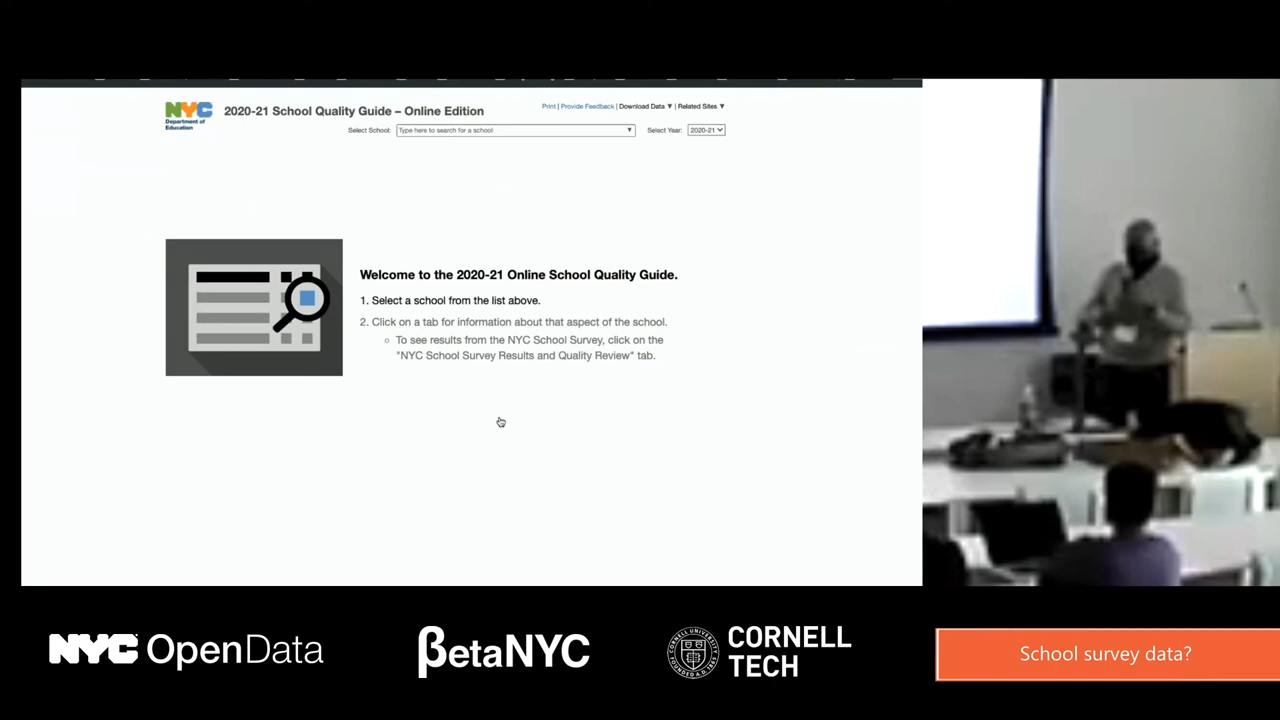 NYC
Department of
Education
2020-21 School Quality Guide – Online Edition
Print | Provide Feedback | Download Data ▼ | Related Sites ▼
Select School: Type here to search for a school ▼ Select Year: 2020-21
Welcome to the 2020-21 Online School Quality Guide.
1. Select a school from the list above.
2. Click on a tab for information about that aspect of the school.
To see results from the NYC School Survey, click on the
"NYC School Survey Results and Quality Review" tab.
NYC OpenData
βetaNYC
CORNELL UNIVERSITY
FOUNDED A.D. 1865
CORNELL
TECH
School survey data?